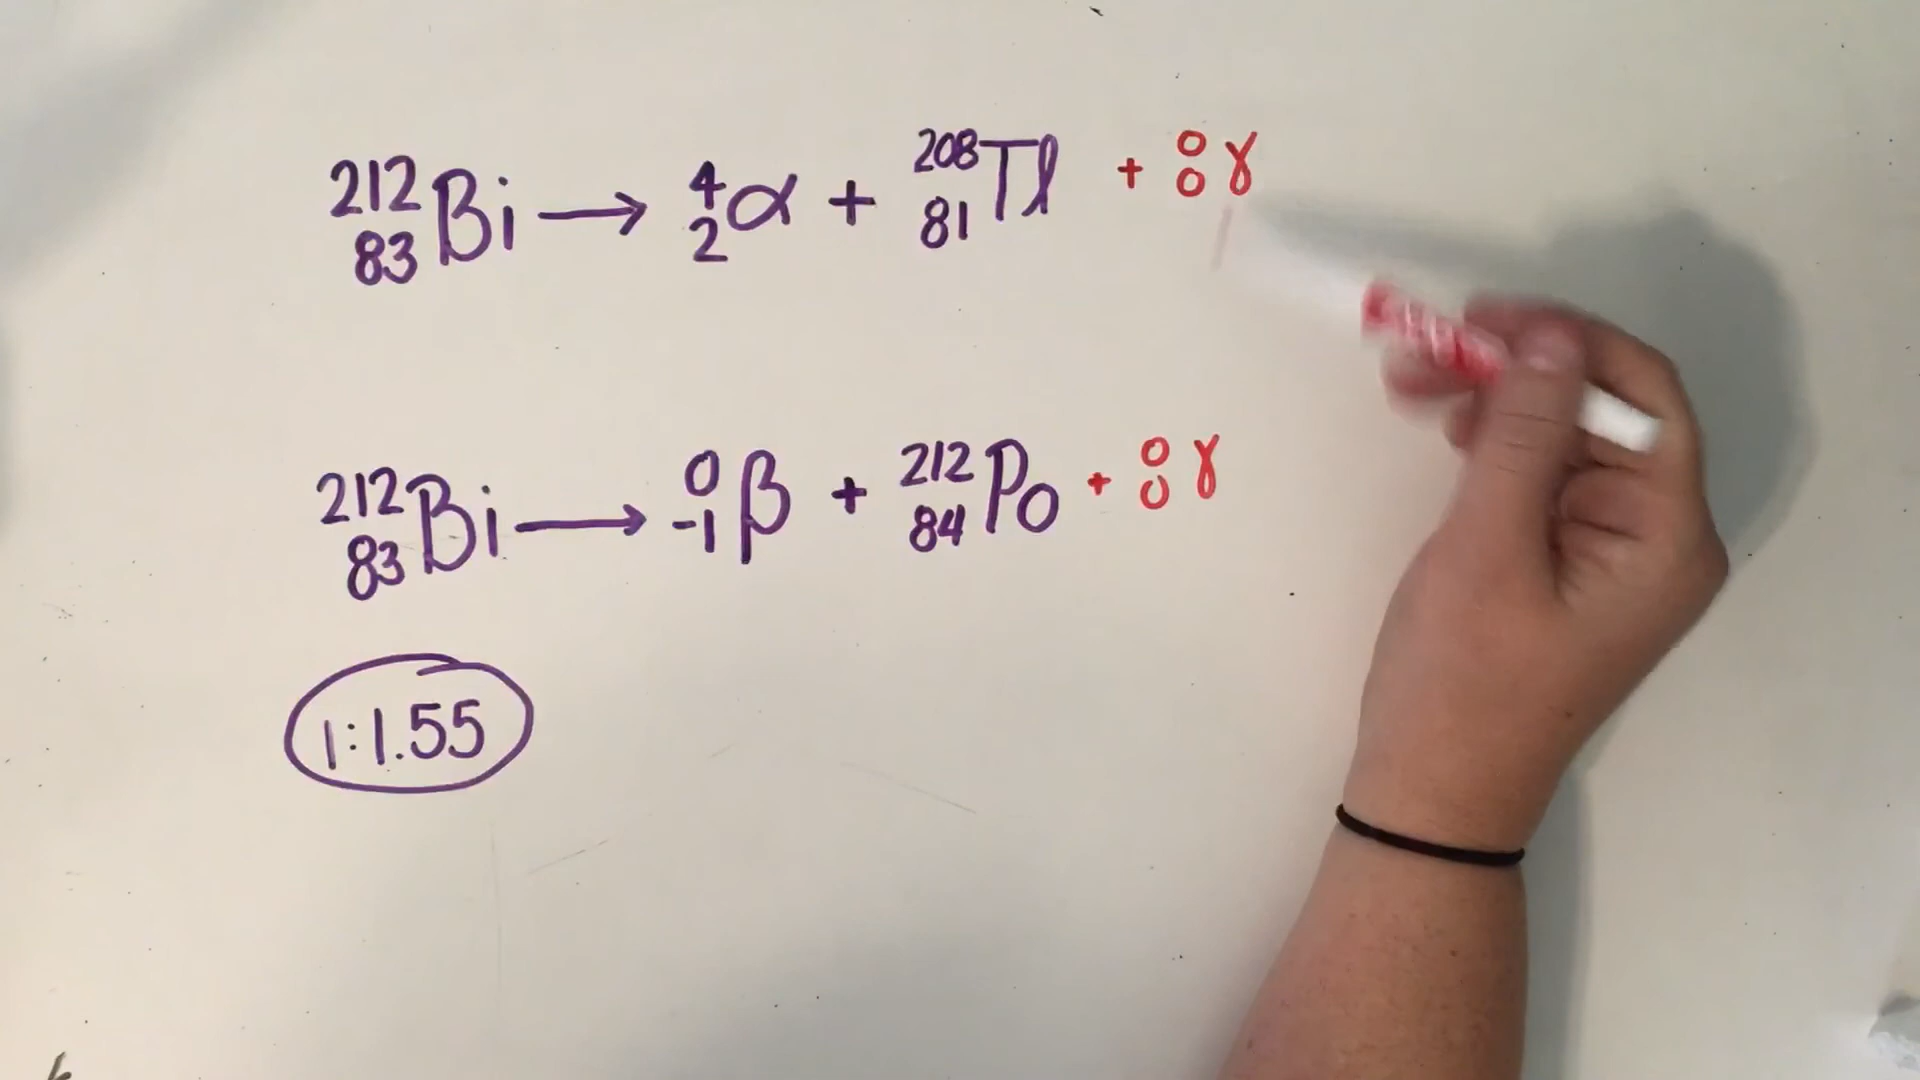 ²¹²₈₃Bi → ⁴₂α + ²⁰⁸₈₁Tl + ⁰₀γ
²¹²₈₃Bi → ⁰₋₁β + ²¹²₈₄Po + ⁰₀γ
1:1.55